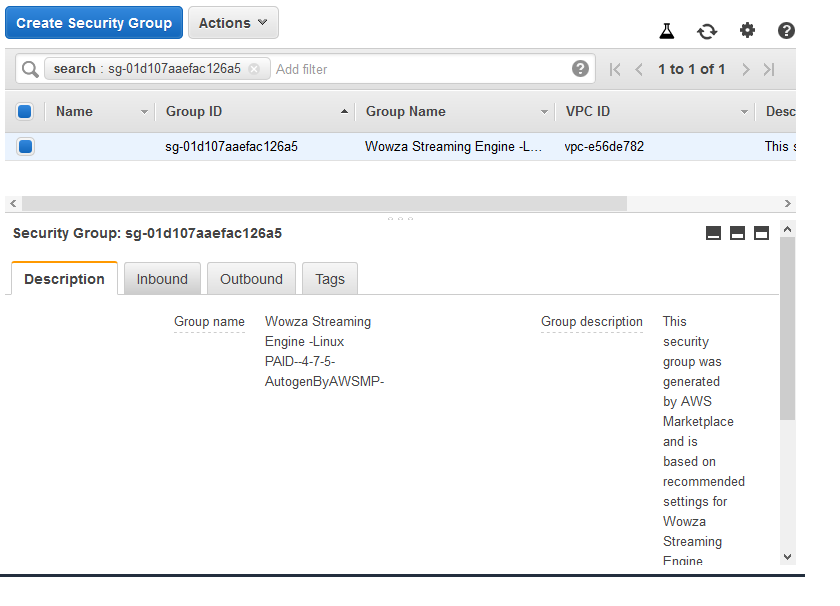 Create Security Group Actions
search : sg-01d107aaefac126a5 Add filter 1 to 1 of 1
Name Group ID Group Name VPC ID Desc
sg-01d107aaefac126a5 Wowza Streaming Engine -L... vpc-e56de782 This s
Security Group: sg-01d107aaefac126a5
Description Inbound Outbound Tags
Group name Wowza Streaming
Engine -Linux
PAID--4-7-5-
AutogenByAWSMP-
Group description This
security
group was
generated
by AWS
Marketplace
and is
based on
recommended
settings for
Wowza
Streaming
Engine